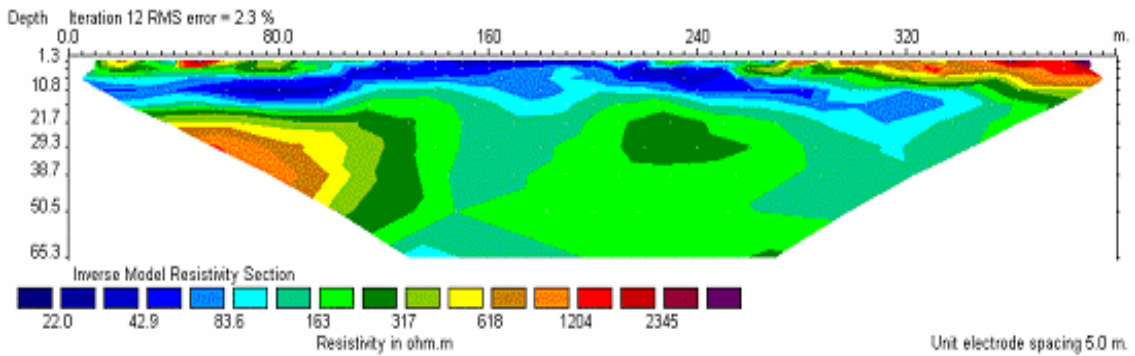 Depth Iteration 12 RMS error = 2.3 %
0.0 80.0 160 240 320 m.
1.3
10.8
21.7
29.3
38.7
50.5
65.3
Inverse Model Resistivity Section
22.0 42.9 83.6 163 317 618 1204 2345
Resistivity in ohm.m
Unit electrode spacing 5.0 m.